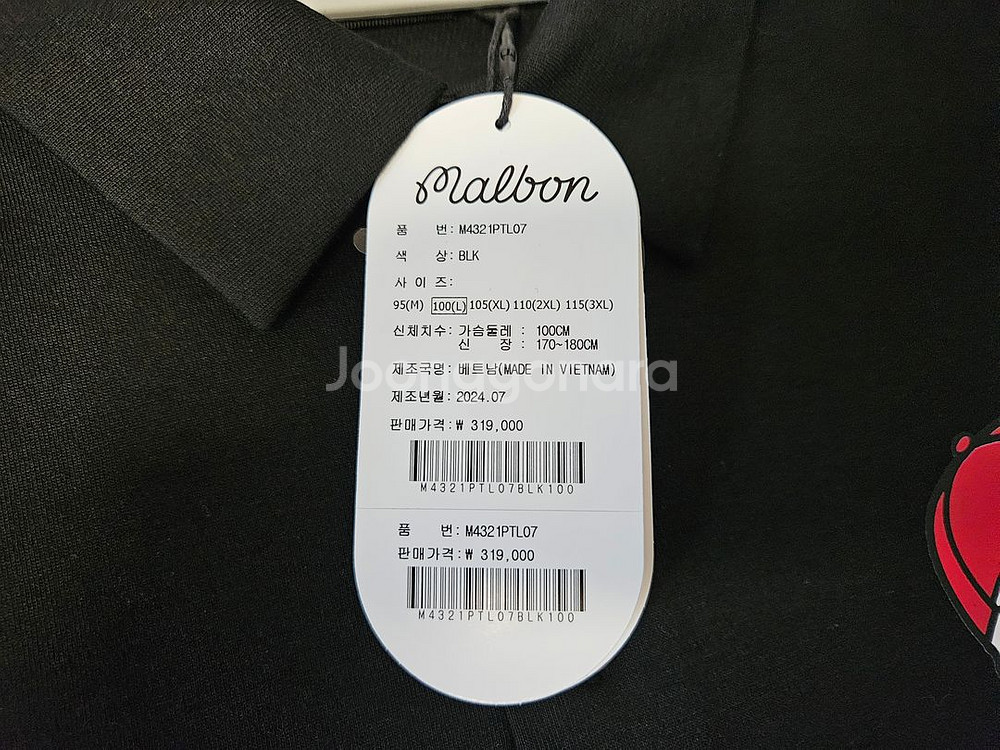 Malbon
품 번: M4321PTL07
색 상: BLK
사 이 즈:
95(M) 100(L) 105(XL) 110(2XL) 115(3XL)
신체치수: 가슴둘레 : 100CM
신 장 : 170~180CM
제조국명: 베트남(MADE IN VIETNAM)
Joonggonara
제조년월: 2024.07
판매가격:₩ 319,000
M4321PTL07BLK100
품 번: M4321PTL07
판매가격:₩ 319,000
M4321PTL07BLK100